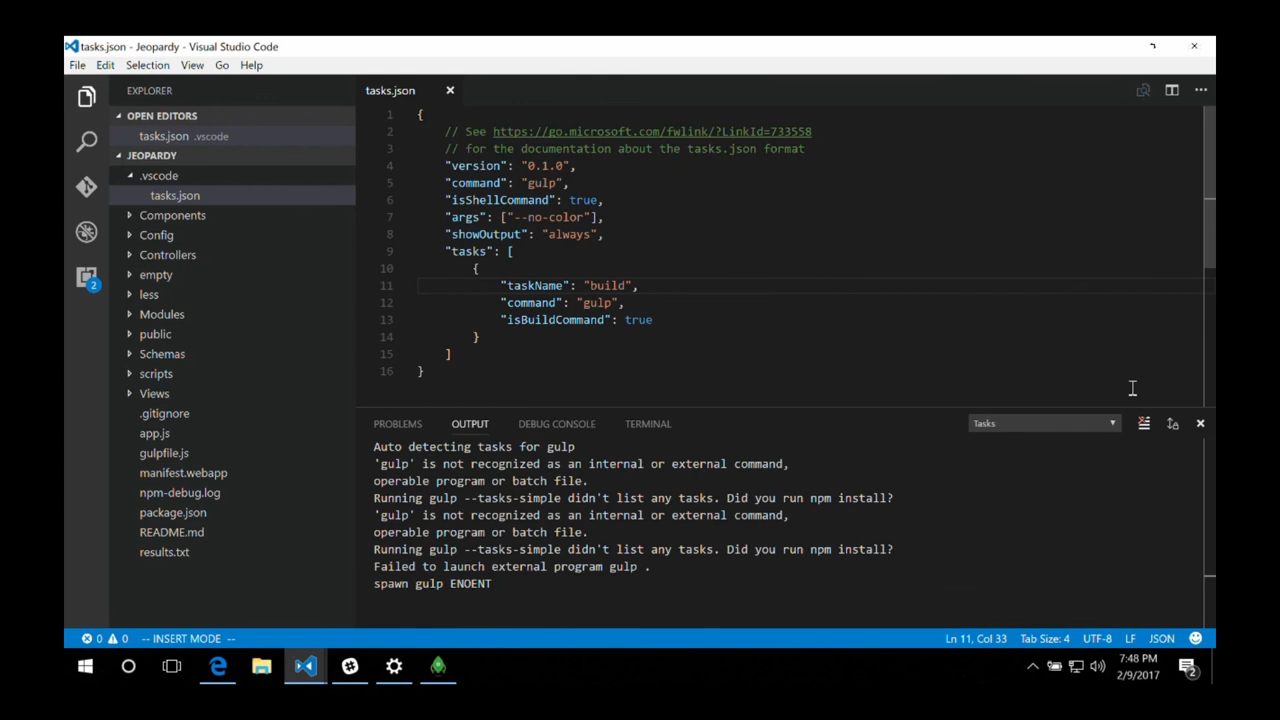 tasks.json - Jeopardy - Visual Studio Code
File Edit Selection View Go Help
EXPLORER
OPEN EDITORS
tasks.json .vscode
JEOPARDY
.vscode
tasks.json
Components
Config
Controllers
empty
less
Modules
public
Schemas
scripts
Views
.gitignore
app.js
gulpfile.js
manifest.webapp
npm-debug.log
package.json
README.md
results.txt
2
tasks.json
1 {
2 // See https://go.microsoft.com/fwlink/?LinkId=733558
3 // for the documentation about the tasks.json format
4 "version": "0.1.0",
5 "command": "gulp",
6 "isShellCommand": true,
7 "args": ["--no-color"],
8 "showOutput": "always",
9 "tasks": [
10 {
11 "taskName": "build",
12 "command": "gulp",
13 "isBuildCommand": true
14 }
15 ]
16 }
PROBLEMS OUTPUT DEBUG CONSOLE TERMINAL Tasks
Auto detecting tasks for gulp
'gulp' is not recognized as an internal or external command,
operable program or batch file.
Running gulp --tasks-simple didn't list any tasks. Did you run npm install?
'gulp' is not recognized as an internal or external command,
operable program or batch file.
Running gulp --tasks-simple didn't list any tasks. Did you run npm install?
Failed to launch external program gulp .
spawn gulp ENOENT
0 0 -- INSERT MODE -- Ln 11, Col 33 Tab Size: 4 UTF-8 LF JSON
7:48 PM
2/9/2017
2